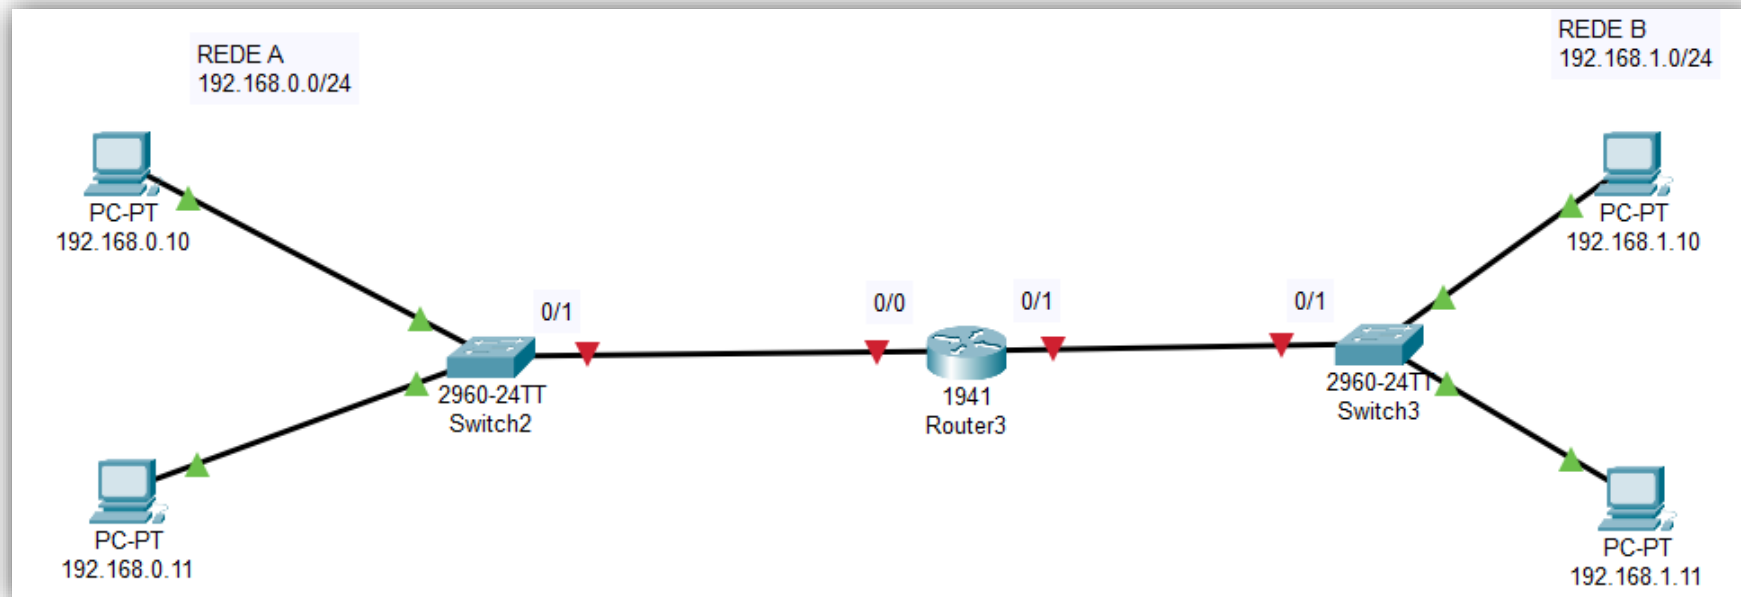 REDE A
192.168.0.0/24
REDE B
192.168.1.0/24
PC-PT
192.168.0.10
PC-PT
192.168.1.10
0/1
0/0
0/1
0/1
2960-24TT
Switch2
1941
Router3
2960-24TT
Switch3
PC-PT
192.168.0.11
PC-PT
192.168.1.11